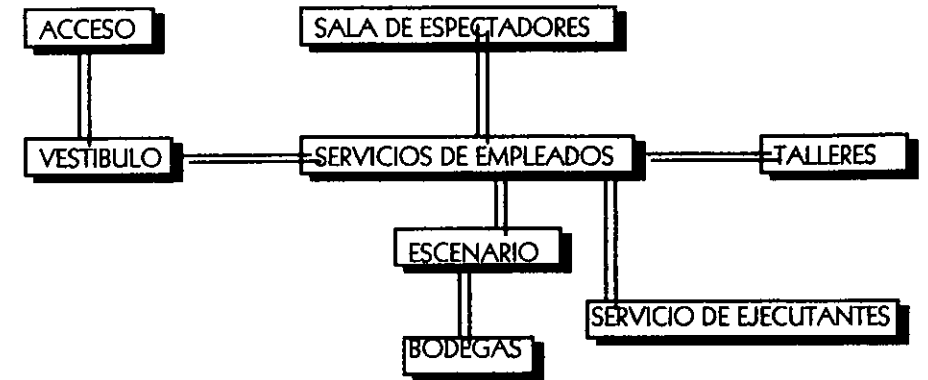 ACCESO
SALA DE ESPECTADORES
VESTIBULO
SERVICIOS DE EMPLEADOS
TALLERES
ESCENARIO
SERVICIO DE EJECUTANTES
BODEGAS